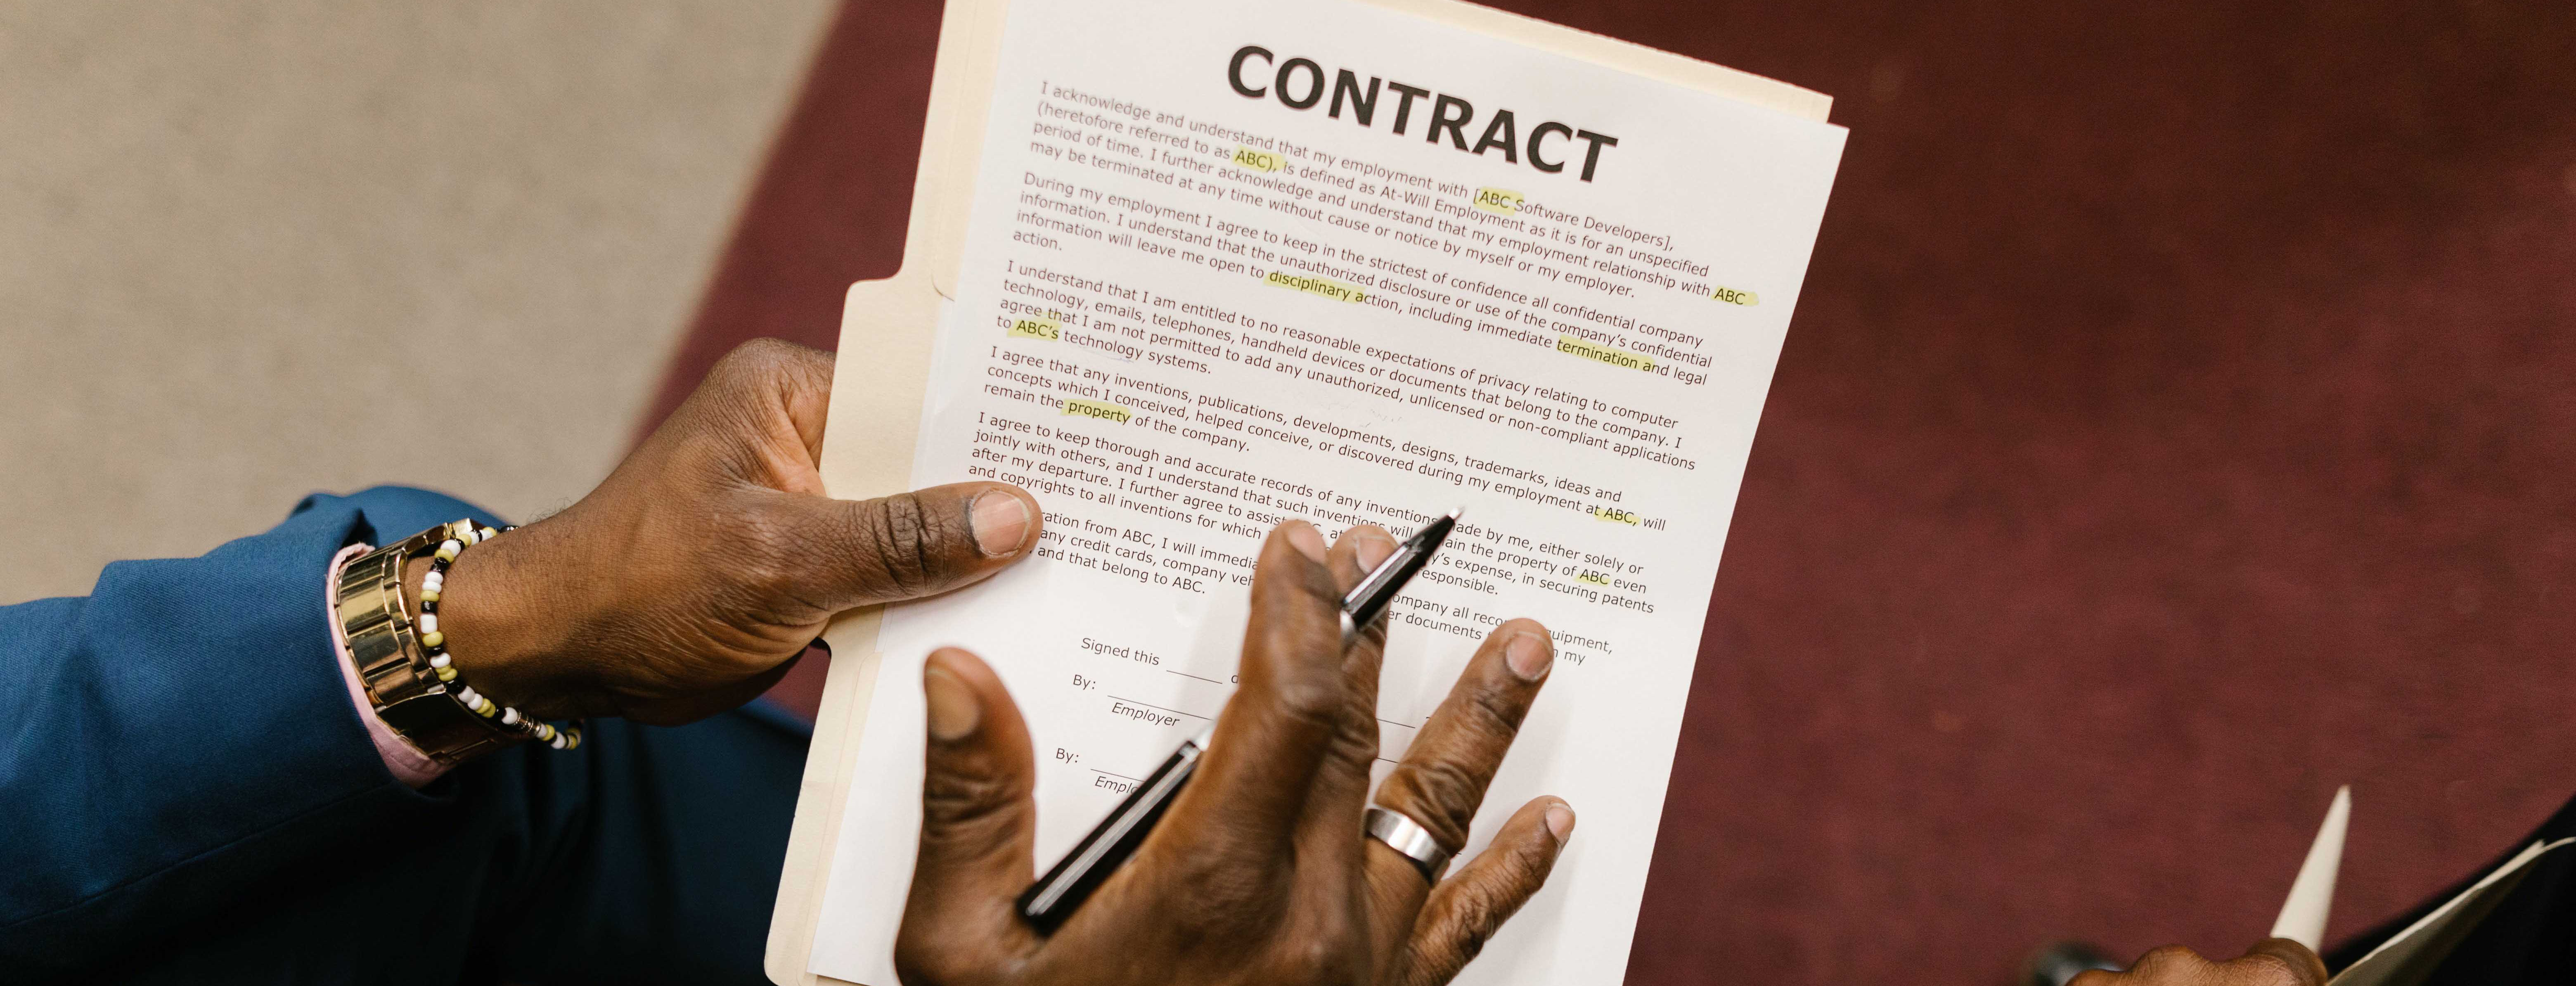 CONTRACT
I acknowledge and understand that my employment with [ABC Software Developers],
(heretofore referred to as ABC), is defined as At-Will Employment as it is for an unspecified
period of time. I further acknowledge and understand that my employment relationship with ABC
may be terminated at any time without cause or notice by myself or my employer.
During my employment I agree to keep in the strictest of confidence all confidential company
information. I understand that the unauthorized disclosure or use of the company's confidential
information will leave me open to disciplinary action, including immediate termination and legal
action.
I understand that I am entitled to no reasonable expectations of privacy relating to computer
technology, emails, telephones, handheld devices or documents that belong to the company. I
agree that I am not permitted to add any unauthorized, unlicensed or non-compliant applications
to ABC's technology systems.
I agree that any inventions, publications, developments, designs, trademarks, ideas and
concepts which I conceived, helped conceive, or discovered during my employment at ABC, will
remain the property of the company.
I agree to keep thorough and accurate records of any inventions made by me, either solely or
jointly with others, and I understand that such inventions will remain the property of ABC even
after my departure. I further agree to assist at expense, in securing patents
and copyrights to all inventions for which responsible.
from ABC, I will company all equipment,
any credit cards, company documents my
and that belong to ABC.
Signed this
By:
Employer
By: